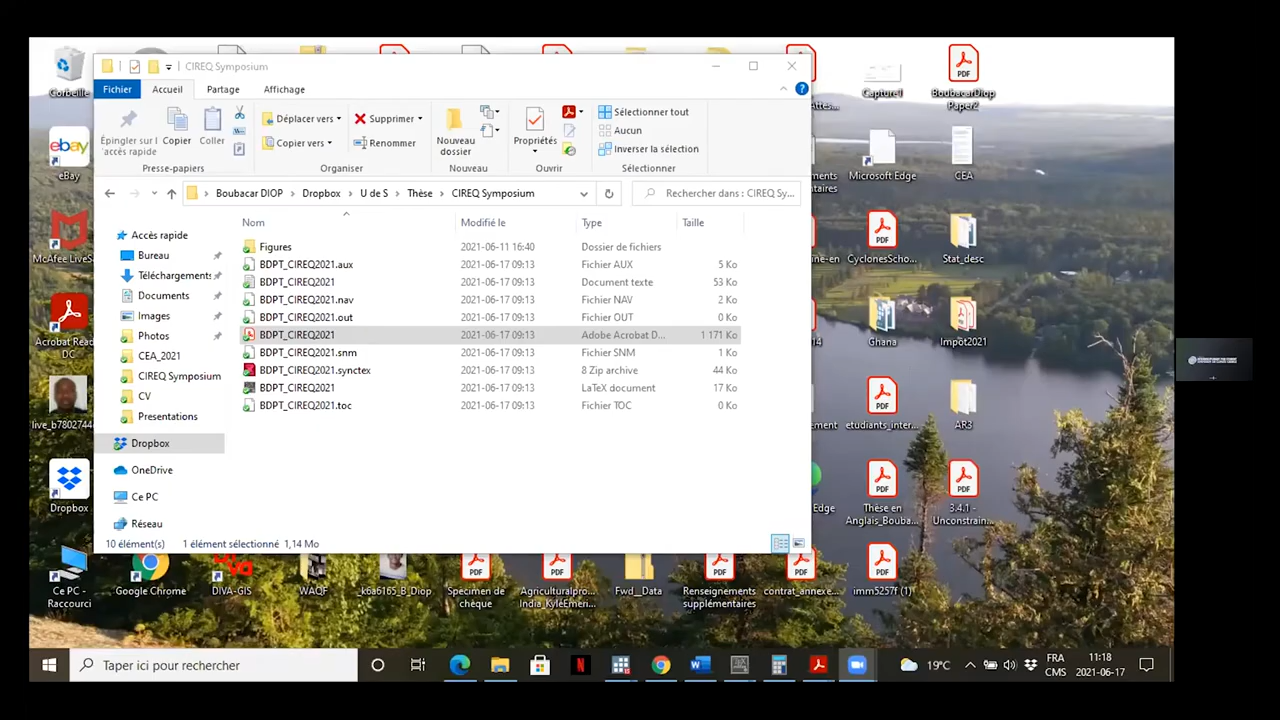 CIREQ Symposium
Fichier
Accueil
Partage
Affichage
Épingler sur l'
accès rapide
Copier
Coller
Presse-papiers
Déplacer vers
Copier vers
Supprimer
Renommer
Organiser
Nouveau
dossier
Nouveau
Propriétés
Ouvrir
Sélectionner tout
Aucun
Inverser la sélection
Sélectionner
Boubacar DIOP > Dropbox > U de S > Thèse > CIREQ Symposium
Rechercher dans : CIREQ Sy...
Nom Modifié le Type Taille
Figures 2021-06-11 16:40 Dossier de fichiers
BDPT_CIREQ2021.aux 2021-06-17 09:13 Fichier AUX 5 Ko
BDPT_CIREQ2021 2021-06-17 09:13 Document texte 53 Ko
BDPT_CIREQ2021.nav 2021-06-17 09:13 Fichier NAV 2 Ko
BDPT_CIREQ2021.out 2021-06-17 09:13 Fichier OUT 0 Ko
BDPT_CIREQ2021 2021-06-17 09:13 Adobe Acrobat D... 1 171 Ko
BDPT_CIREQ2021.snm 2021-06-17 09:13 Fichier SNM 1 Ko
BDPT_CIREQ2021.synctex 2021-06-17 09:13 8 Zip archive 44 Ko
BDPT_CIREQ2021 2021-06-17 09:13 LaTeX document 17 Ko
BDPT_CIREQ2021.toc 2021-06-17 09:13 Fichier TOC 0 Ko
Accès rapide
Bureau
Téléchargements
Documents
Images
Photos
CEA_2021
CIREQ Symposium
CV
Presentations
Dropbox
OneDrive
Ce PC
Réseau
10 élément(s) 1 élément sélectionné 1,14 Mo
Corbeille
eBay
McAfee LiveS
Acrobat Read
DC
live_b7802744
Dropbox
Ce PC -
Raccourci
Google Chrome
DIVA-GIS
WAQF
k6a6165_B_Diop
Specimen de
chèque
Agriculturalpro...
India_KyleEmeri...
Fwd__Data
Renseignements
supplémentaires
contrat_annexe...
imm5257f (1)
Capture1
BoubacarDiop
Paper2
Microsoft Edge
CEA
CyclonesScho...
Stat_desc
Ghana
Impot2021
etudiants_inter...
AR3
Thèse en
Anglais_Bouba...
3.4.1 -
Unconstrain...
PDF
PDF
PDF
PDF
PDF
PDF
Edge
Taper ici pour rechercher
19°C
FRA
CMS
11:18
2021-06-17